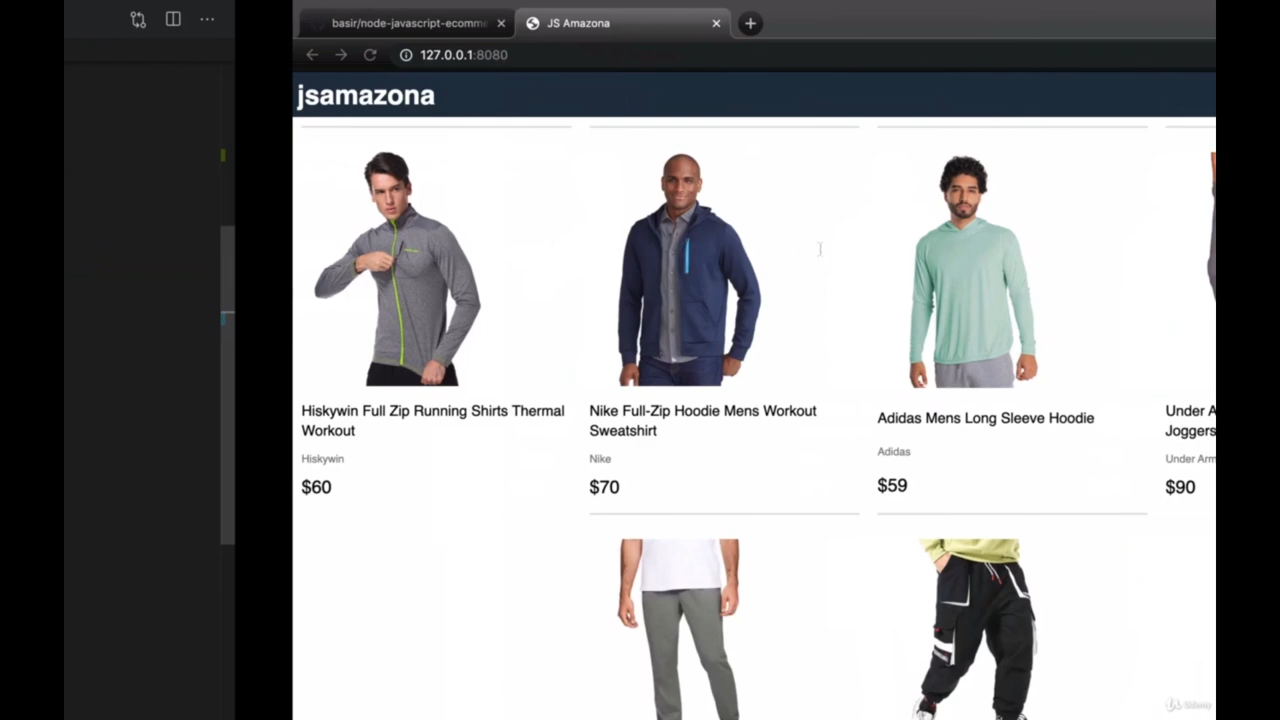 basir/node-javascript-ecomme
JS Amazona
127.0.0.1:8080
jsamazona
Hiskywin Full Zip Running Shirts Thermal
Workout
Hiskywin
$60
Nike Full-Zip Hoodie Mens Workout
Sweatshirt
Nike
$70
Adidas Mens Long Sleeve Hoodie
Adidas
$59
Under A
Joggers
Under Arm
$90
Udemy